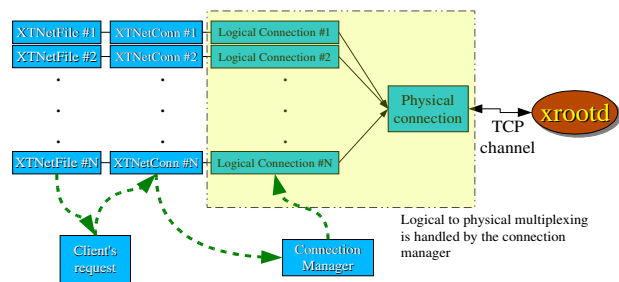 XTNetFile #1 XTNetConn #1 Logical Connection #1
XTNetFile #2 XTNetConn #2 Logical Connection #2
Physical
connection
xrootd
TCP
channel
XTNetFile #N XTNetConn #N Logical Connection #N
Logical to physical multiplexing
is handled by the connection
manager
Client's
request
Connection
Manager